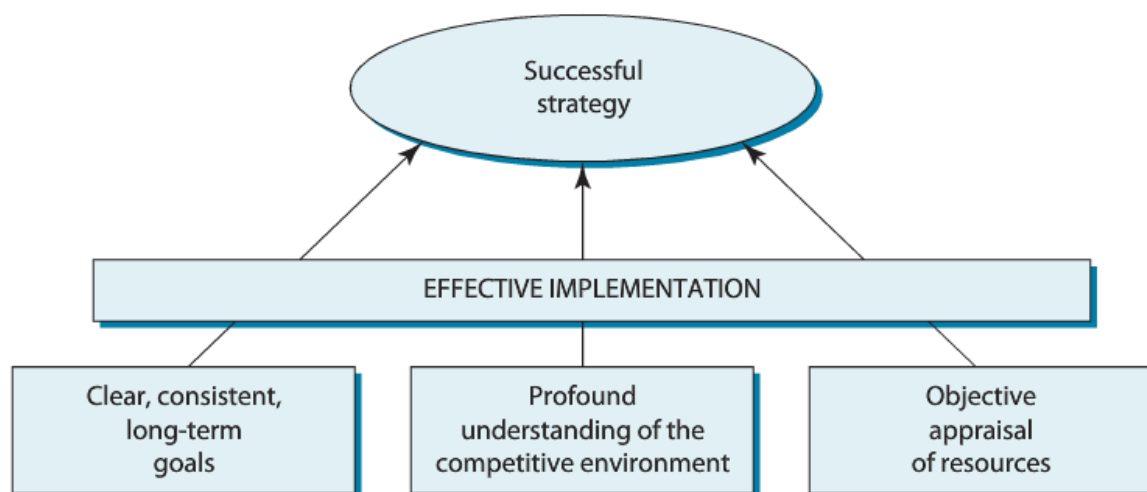 Successful
strategy
EFFECTIVE IMPLEMENTATION
Clear, consistent,
long-term
goals
Profound
understanding of the
competitive environment
Objective
appraisal
of resources